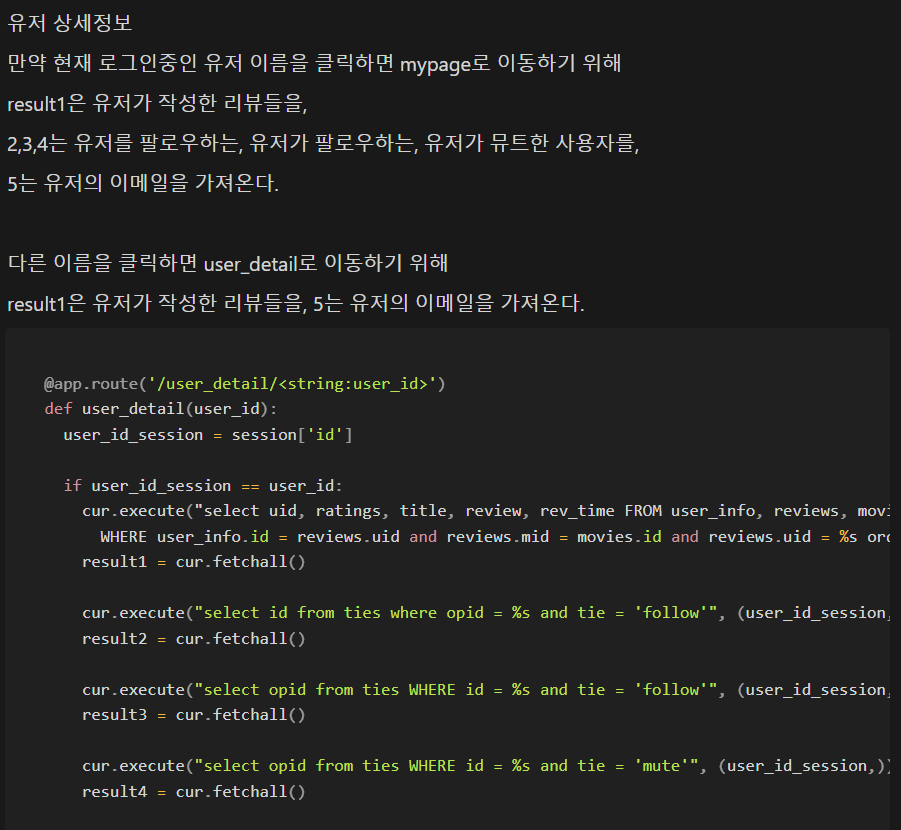 유저 상세정보
만약 현재 로그인중인 유저 이름을 클릭하면 mypage로 이동하기 위해
result1은 유저가 작성한 리뷰들을,
2,3,4는 유저를 팔로우하는, 유저가 팔로우하는, 유저가 뮤트한 사용자를,
5는 유저의 이메일을 가져온다.
다른 이름을 클릭하면 user_detail로 이동하기 위해
result1은 유저가 작성한 리뷰들을, 5는 유저의 이메일을 가져온다.
@app.route('/user_detail/<string:user_id>')
def user_detail(user_id):
user_id_session = session['id']
if user_id_session == user_id:
cur.execute("select uid, ratings, title, review, rev_time FROM user_info, reviews, movi
WHERE user_info.id = reviews.uid and reviews.mid = movies.id and reviews.uid = %s ord
result1 = cur.fetchall()
cur.execute("select id from ties where opid = %s and tie = 'follow'", (user_id_session,
result2 = cur.fetchall()
cur.execute("select opid from ties WHERE id = %s and tie = 'follow'", (user_id_session,
result3 = cur.fetchall()
cur.execute("select opid from ties WHERE id = %s and tie = 'mute'", (user_id_session,))
result4 = cur.fetchall()